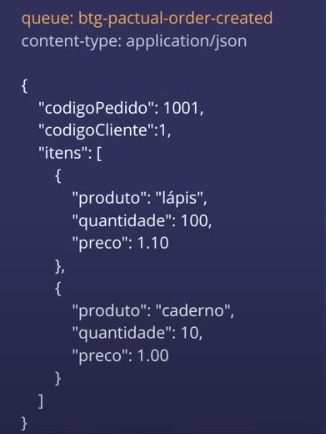 queue: btg-pactual-order-created
content-type: application/json
{
"codigoPedido": 1001,
"codigoCliente":1,
"itens": [
{
"produto": "lápis",
"quantidade": 100,
"preco": 1.10
},
{
"produto": "caderno",
"quantidade": 10,
"preco": 1.00
}
]
}